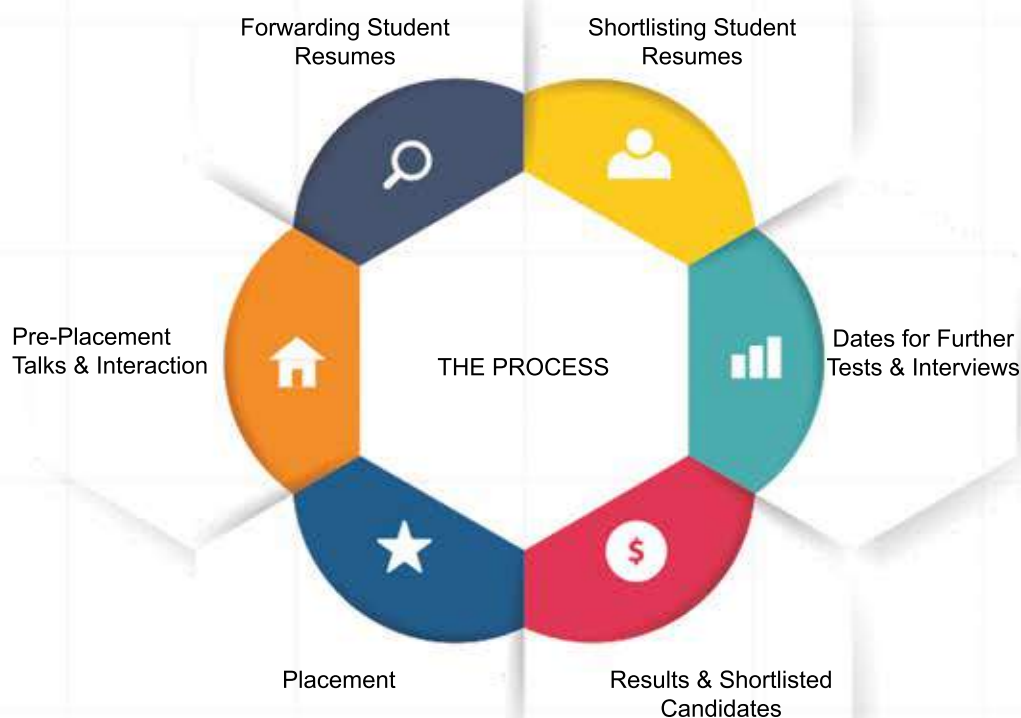 Forwarding Student
Resumes
Shortlisting Student
Resumes
Pre-Placement
Talks & Interaction
THE PROCESS
Dates for Further
Tests & Interviews
$
Placement
Results & Shortlisted
Candidates